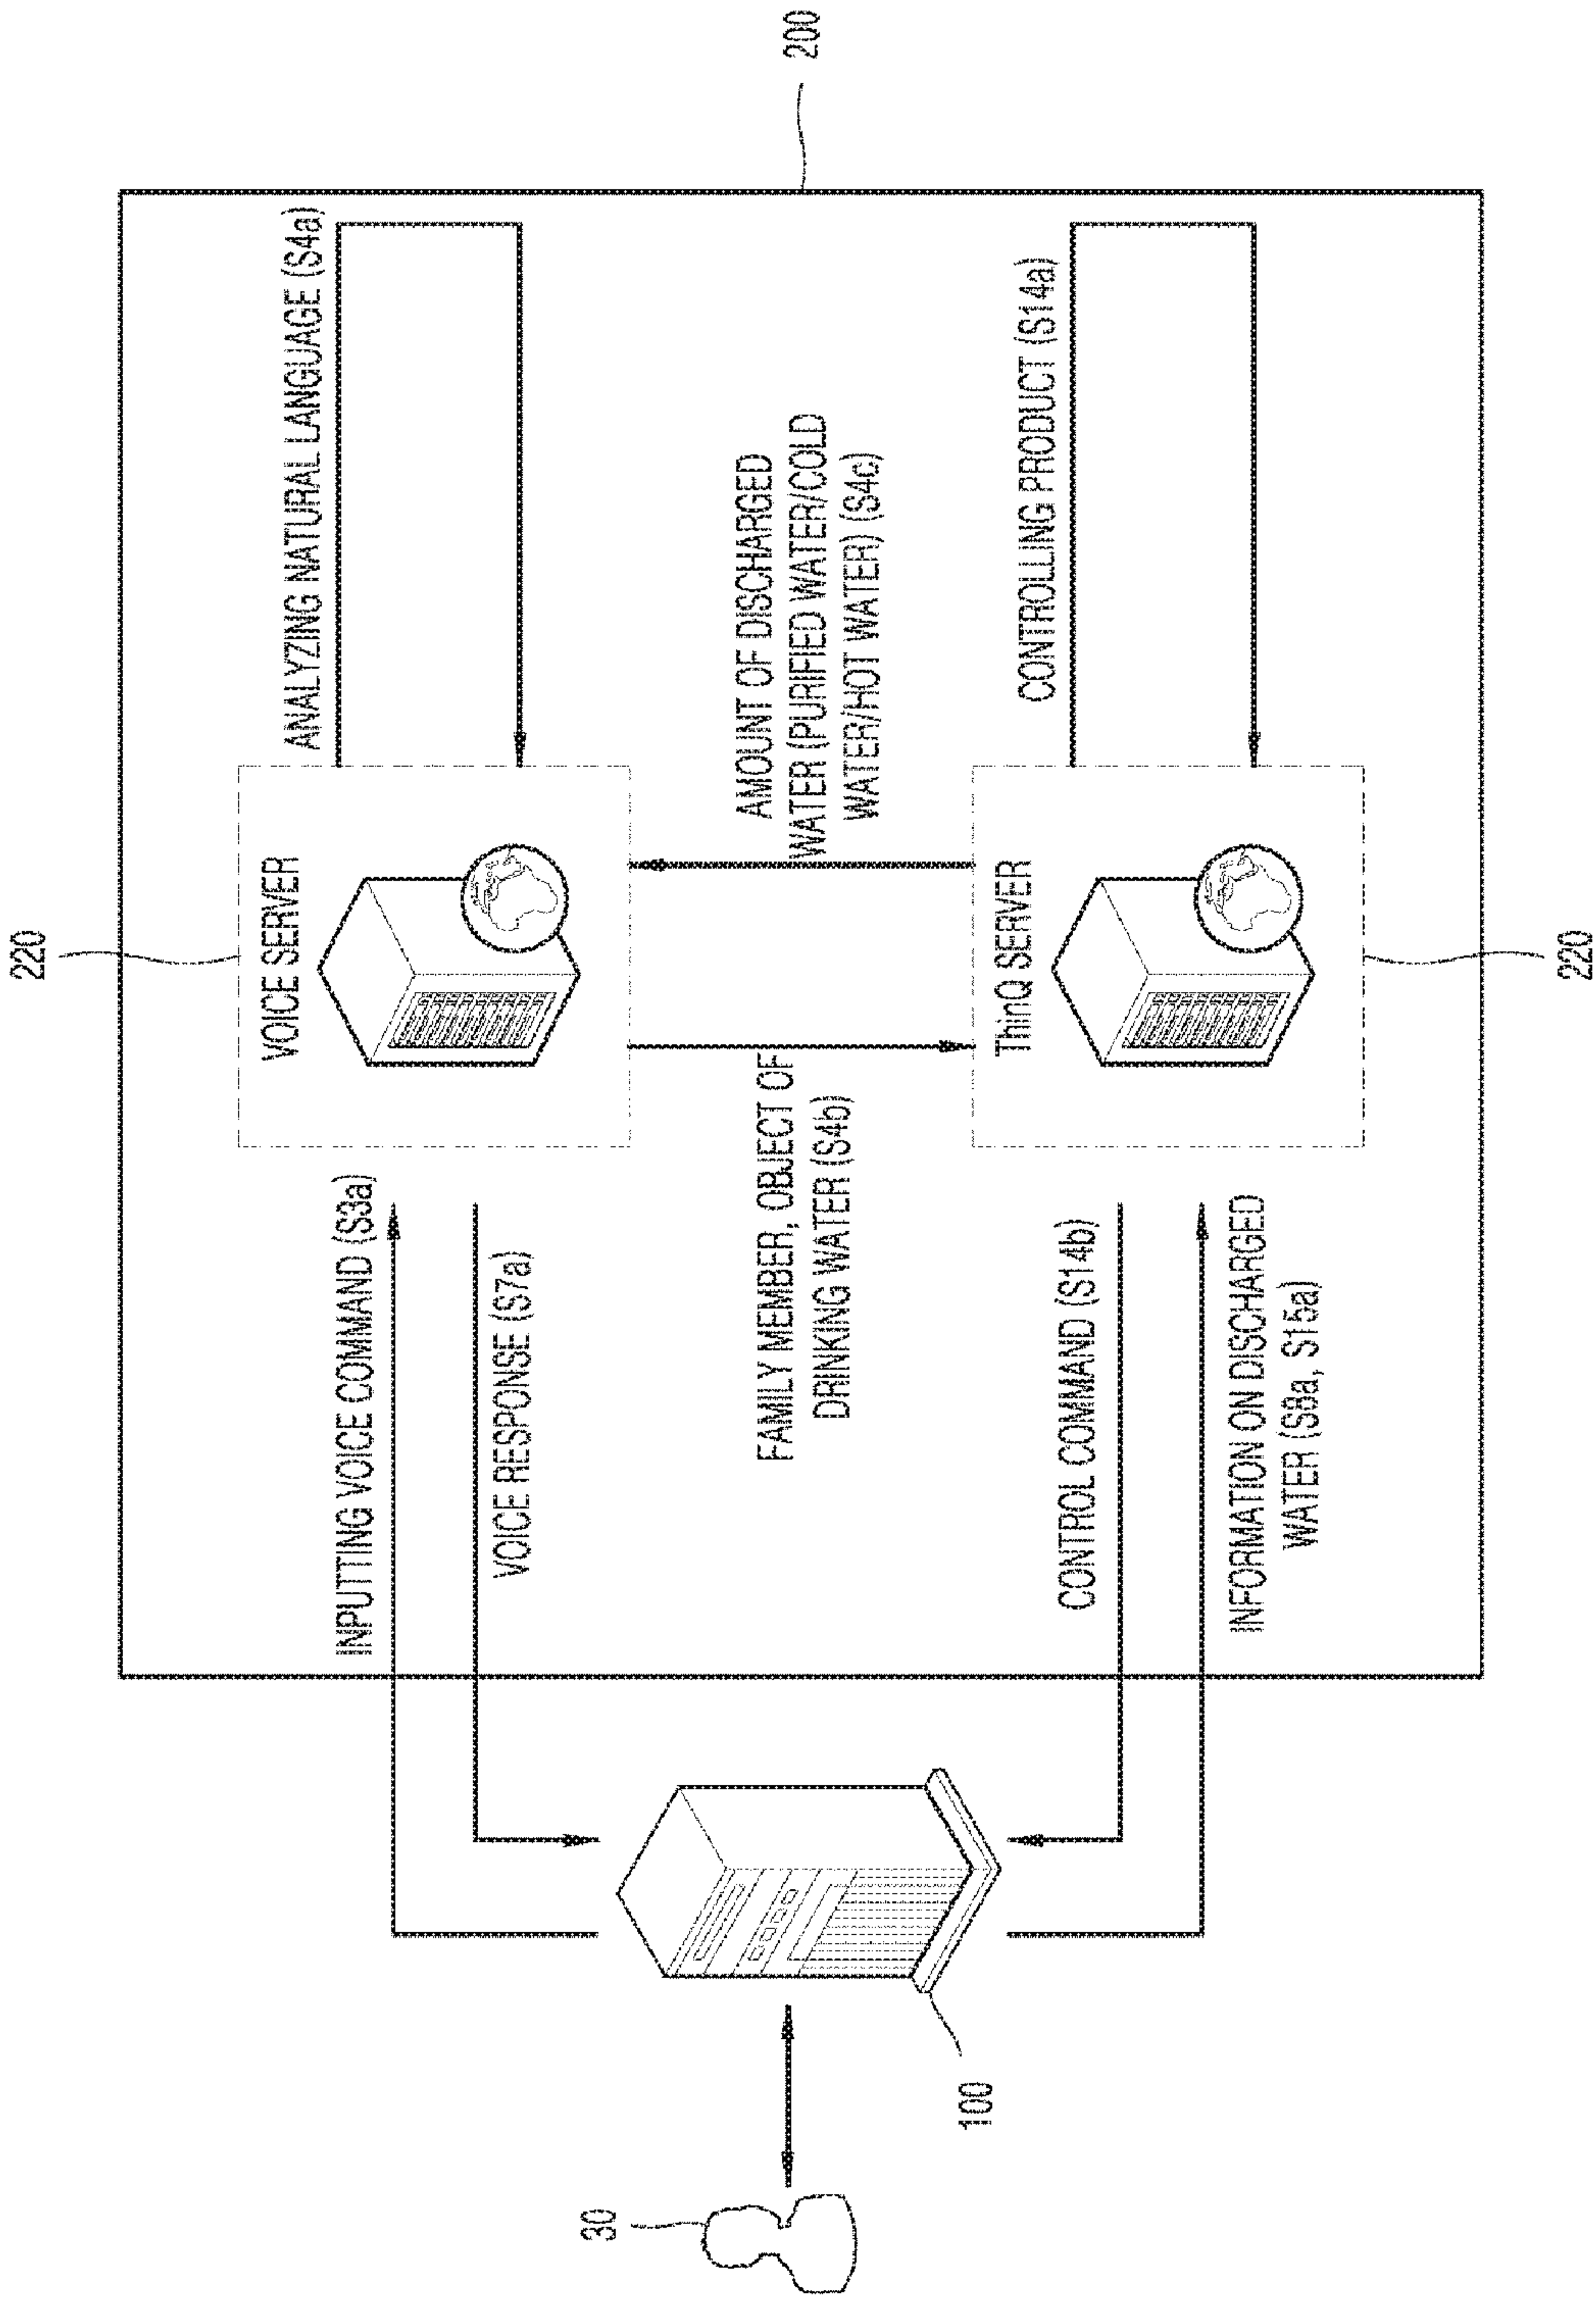 220
VOICE SERVER
ANALYZING NATURAL LANGUAGE (S4a)
INPUTTING VOICE COMMAND (S3a)
VOICE RESPONSE (S7a)
30
FAMILY MEMBER, OBJECT OF
DRINKING WATER (S4b)
AMOUNT OF DISCHARGED
WATER (PURIFIED WATER/COLD
WATER/HOT WATER) (S4c)
200
100
ThinQ SERVER
CONTROLLING PRODUCT (S14a)
CONTROL COMMAND (S14b)
INFORMATION ON DISCHARGED
WATER (S8a, S15a)
220